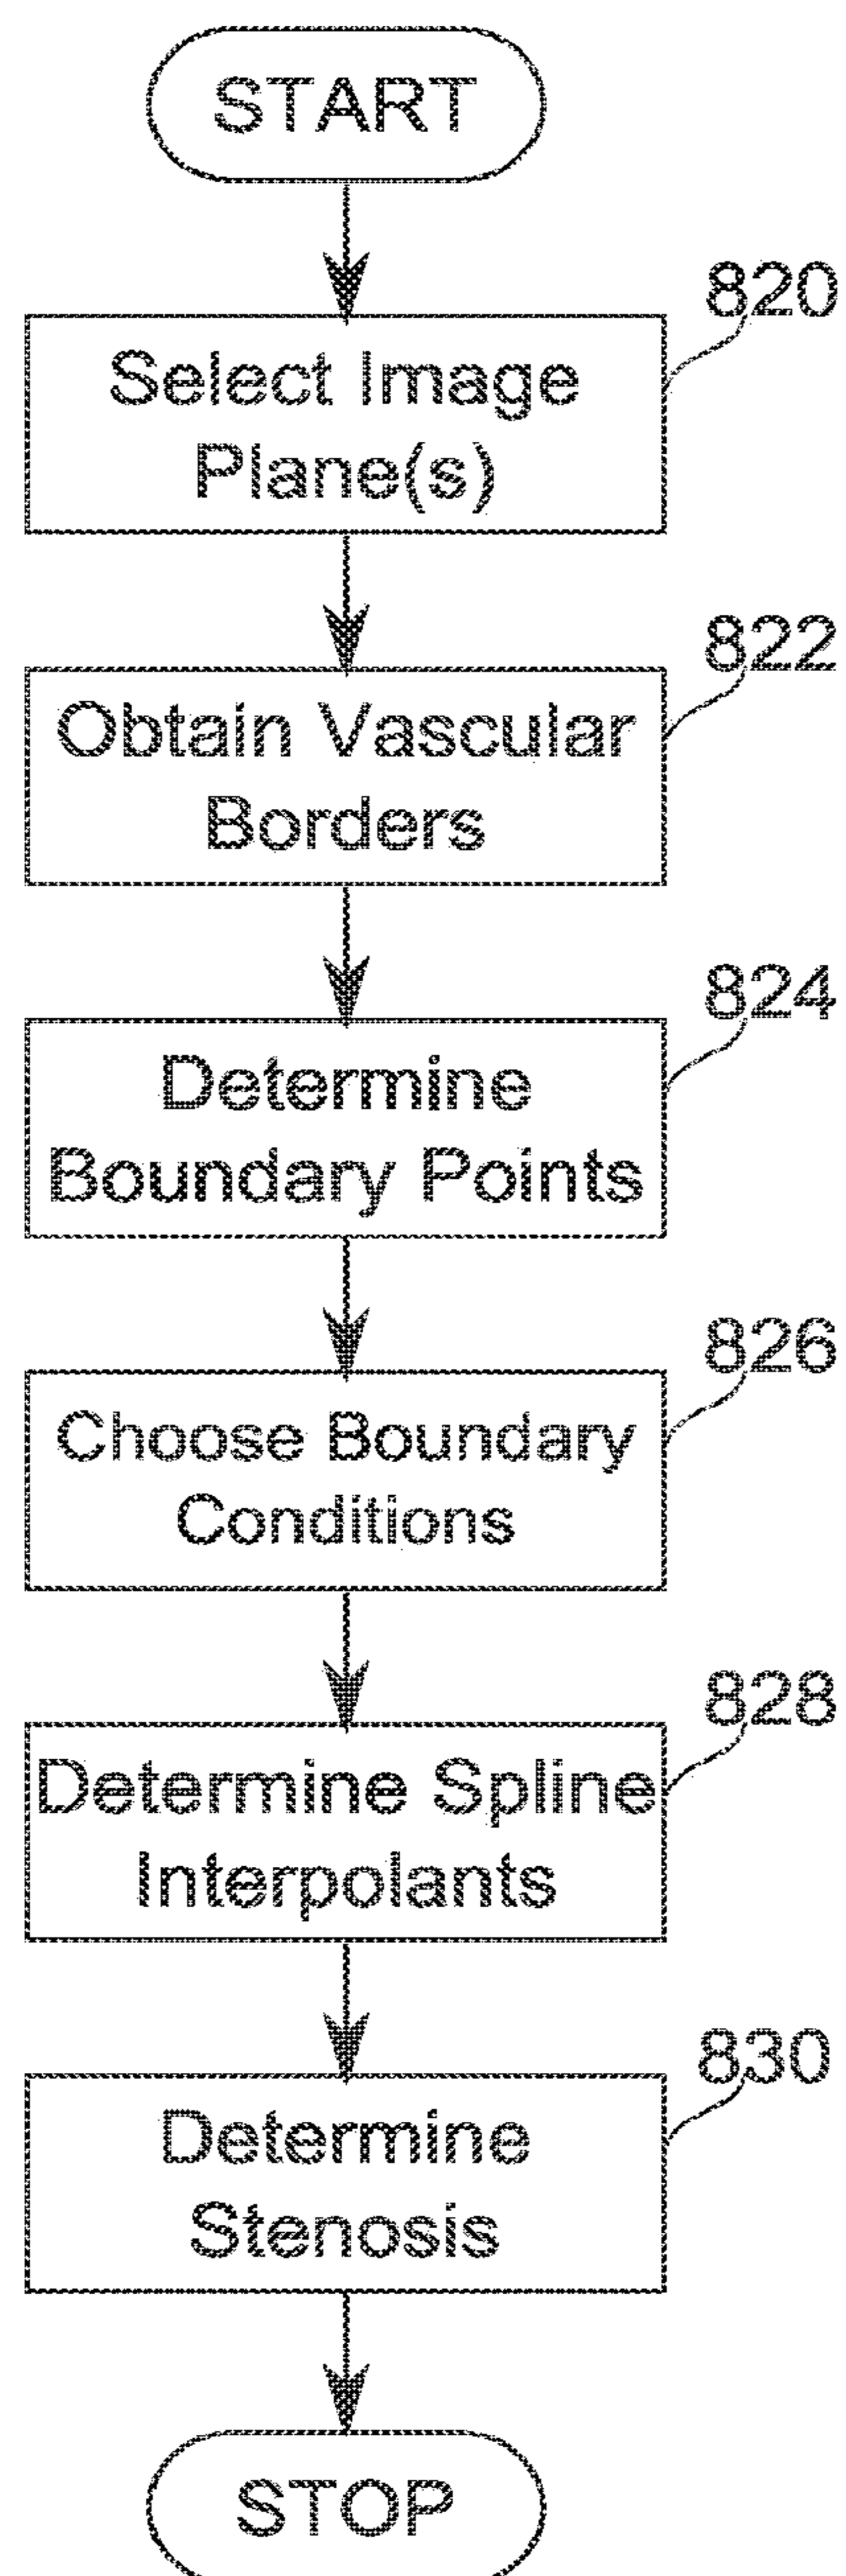 START
820
Select Image
Plane(s)
822
Obtain Vascular
Borders
824
Determine
Boundary Points
826
Choose Boundary
Conditions
828
Determine Spline
Interpolants
830
Determine
Stenosis
STOP